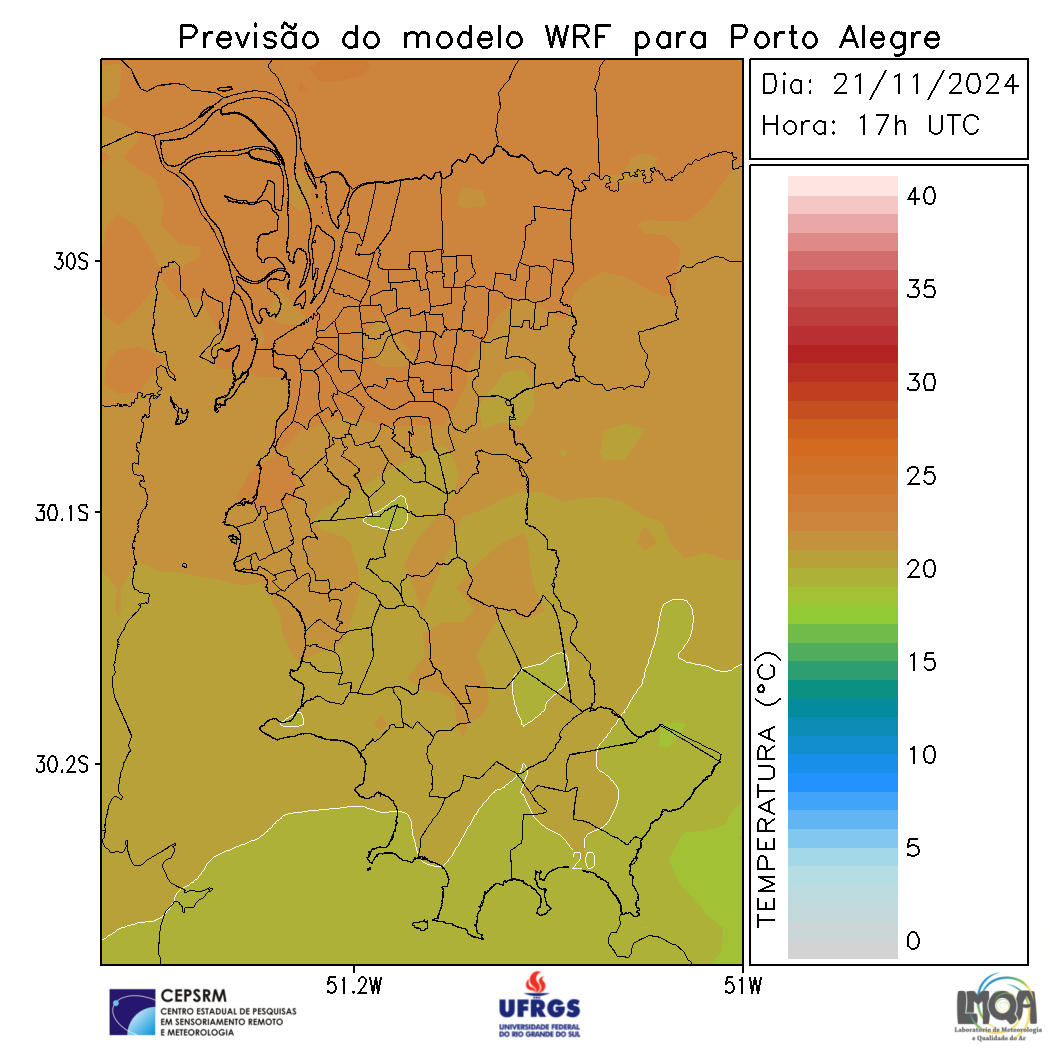 Previsão do modelo WRF para Porto Alegre
Dia: 21/11/2024
Hora: 17h UTC
30S
30.1S
30.2S
51.2W
51W
20
TEMPERATURA (°C)
40
35
30
25
20
15
10
5
0
CEPSRM
CENTRO ESTADUAL DE PESQUISAS
EM SENSORIAMENTO REMOTO
E METEOROLOGIA
UFRGS
UNIVERSIDADE FEDERAL
DO RIO GRANDE DO SUL
LMQA
Laboratório de Meteorologia
e Qualidade do Ar